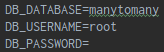 DB_DATABASE=manytomany
DB_USERNAME=root
DB_PASSWORD=